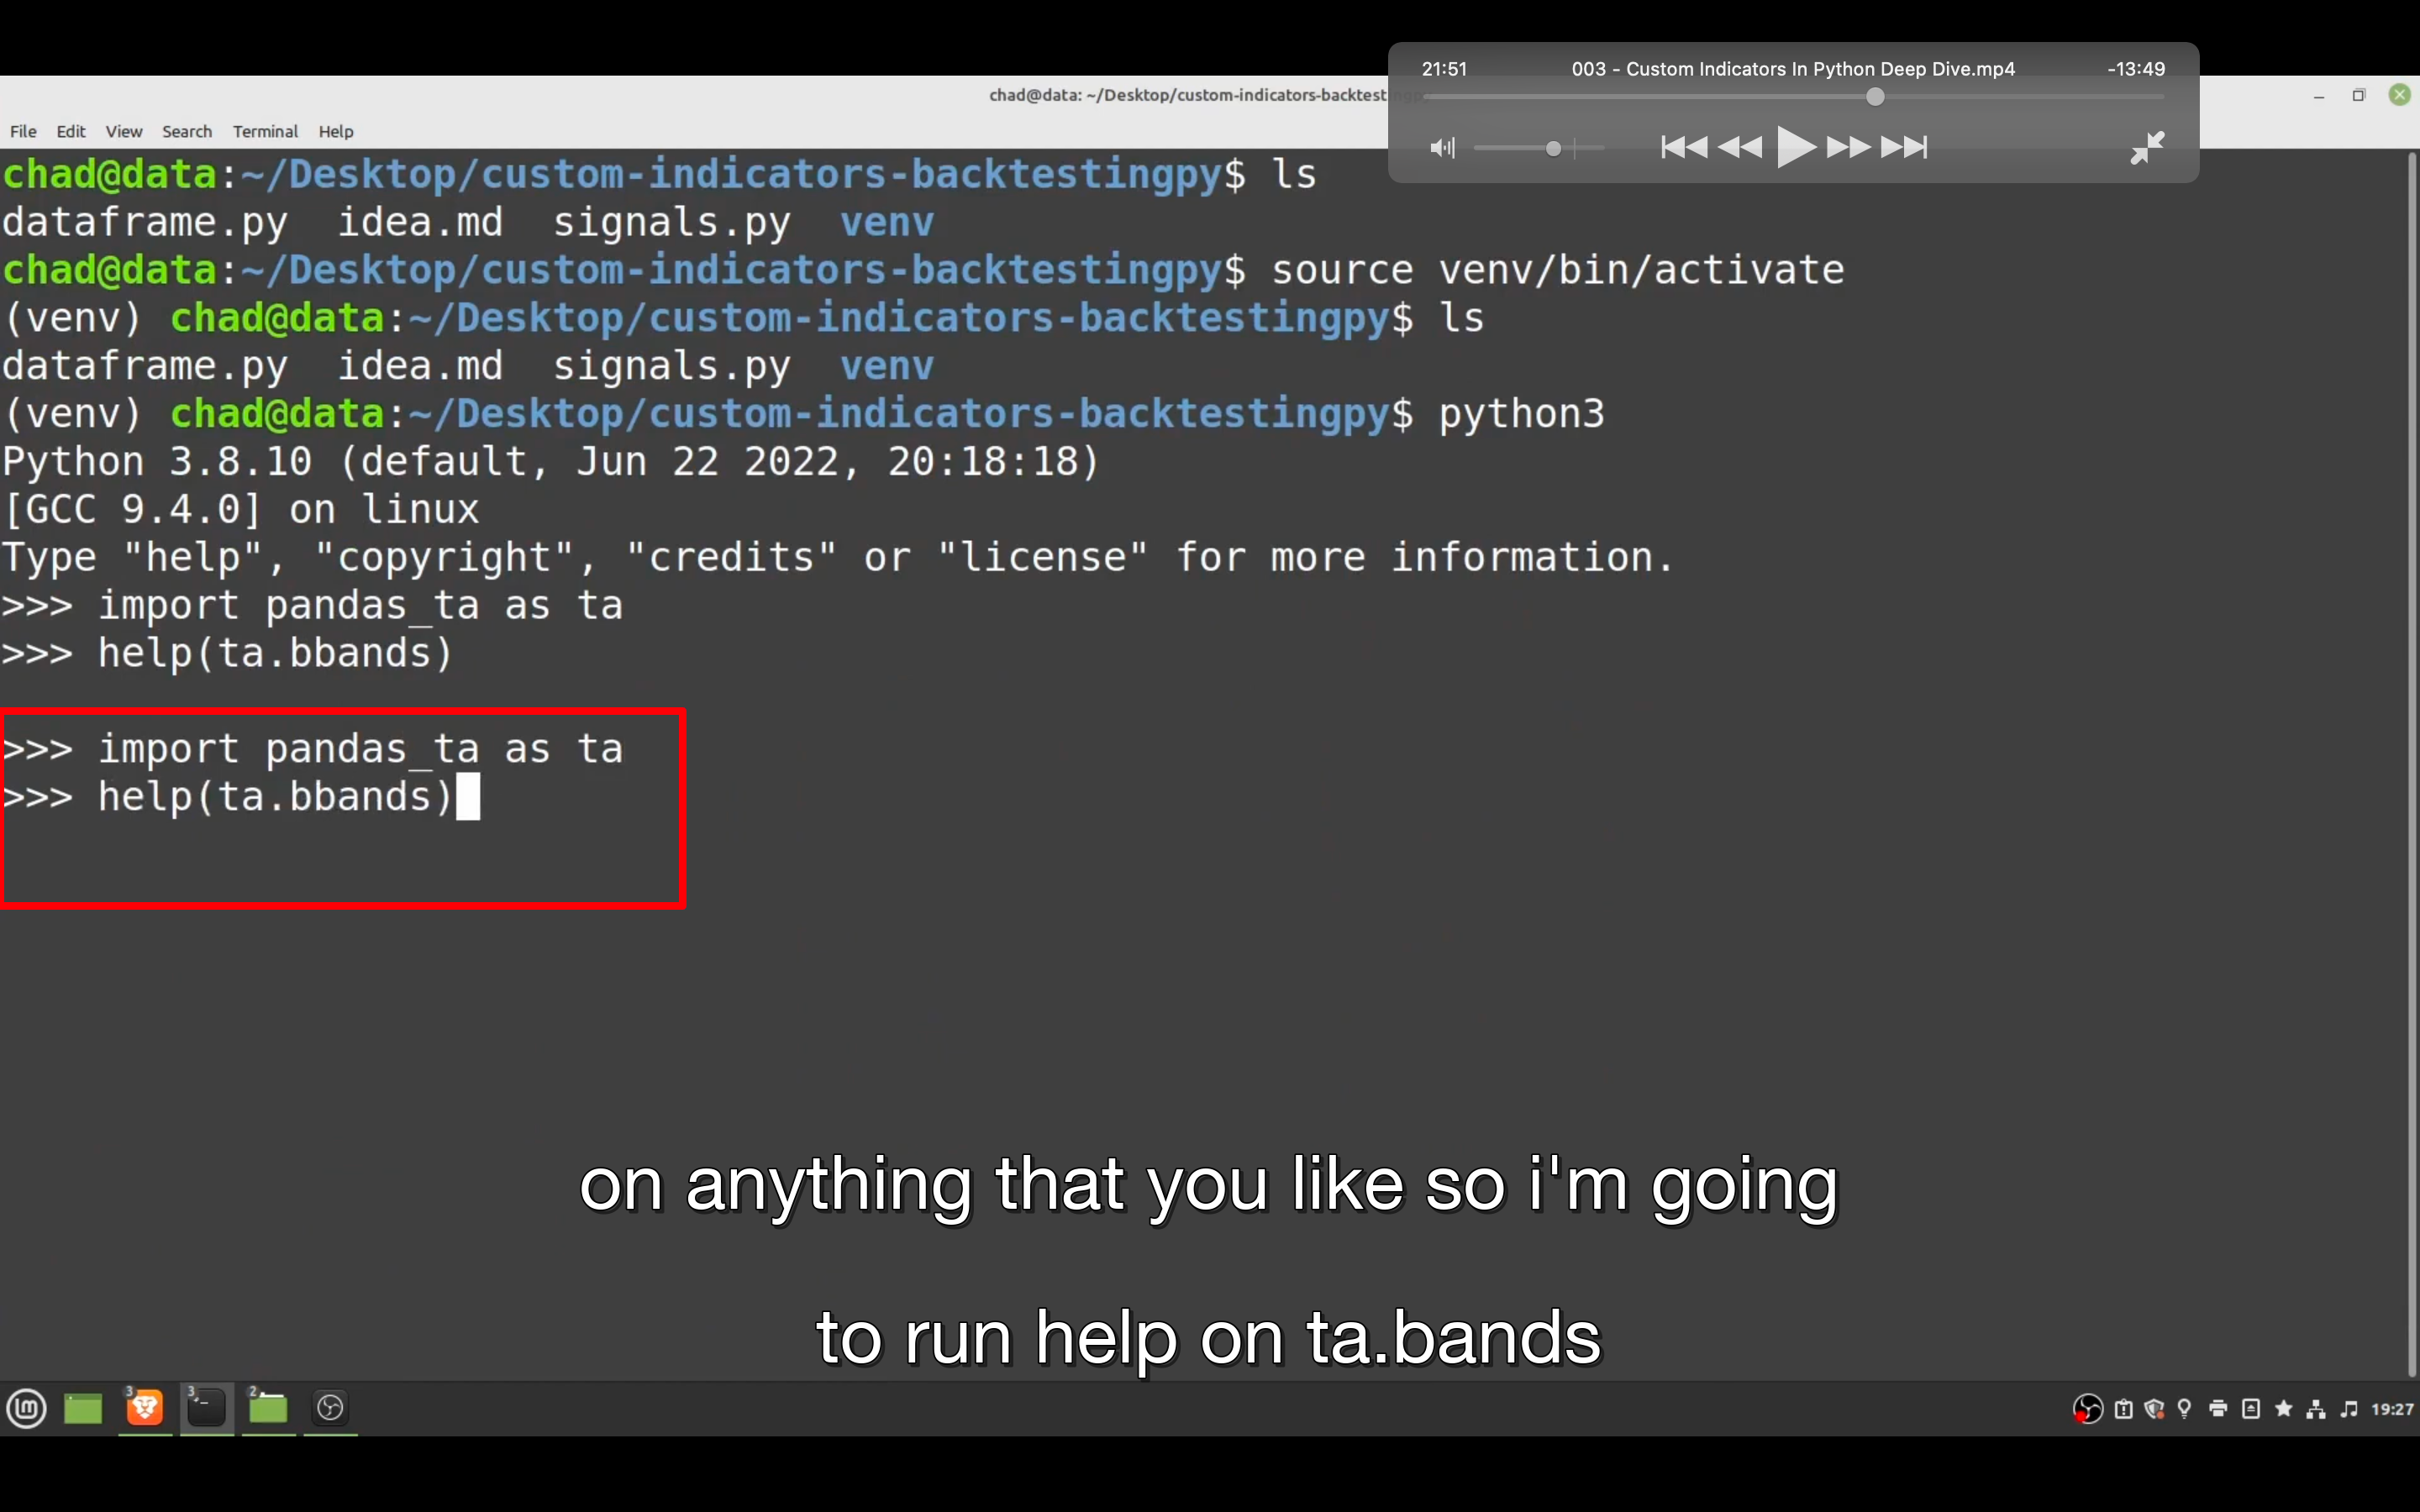 21:51 003 - Custom Indicators In Python Deep Dive.mp4 -13:49
chad@data: ~/Desktop/custom-indicators-backtest
File Edit View Search Terminal Help
chad@data:~/Desktop/custom-indicators-backtestingpy$ ls
dataframe.py idea.md signals.py venv
chad@data:~/Desktop/custom-indicators-backtestingpy$ source venv/bin/activate
(venv) chad@data:~/Desktop/custom-indicators-backtestingpy$ ls
dataframe.py idea.md signals.py venv
(venv) chad@data:~/Desktop/custom-indicators-backtestingpy$ python3
Python 3.8.10 (default, Jun 22 2022, 20:18:18)
[GCC 9.4.0] on linux
Type "help", "copyright", "credits" or "license" for more information.
>>> import pandas_ta as ta
>>> help(ta.bbands)
>>> import pandas_ta as ta
>>> help(ta.bbands)
on anything that you like so i'm going
to run help on ta.bands
3 3 2
19:27